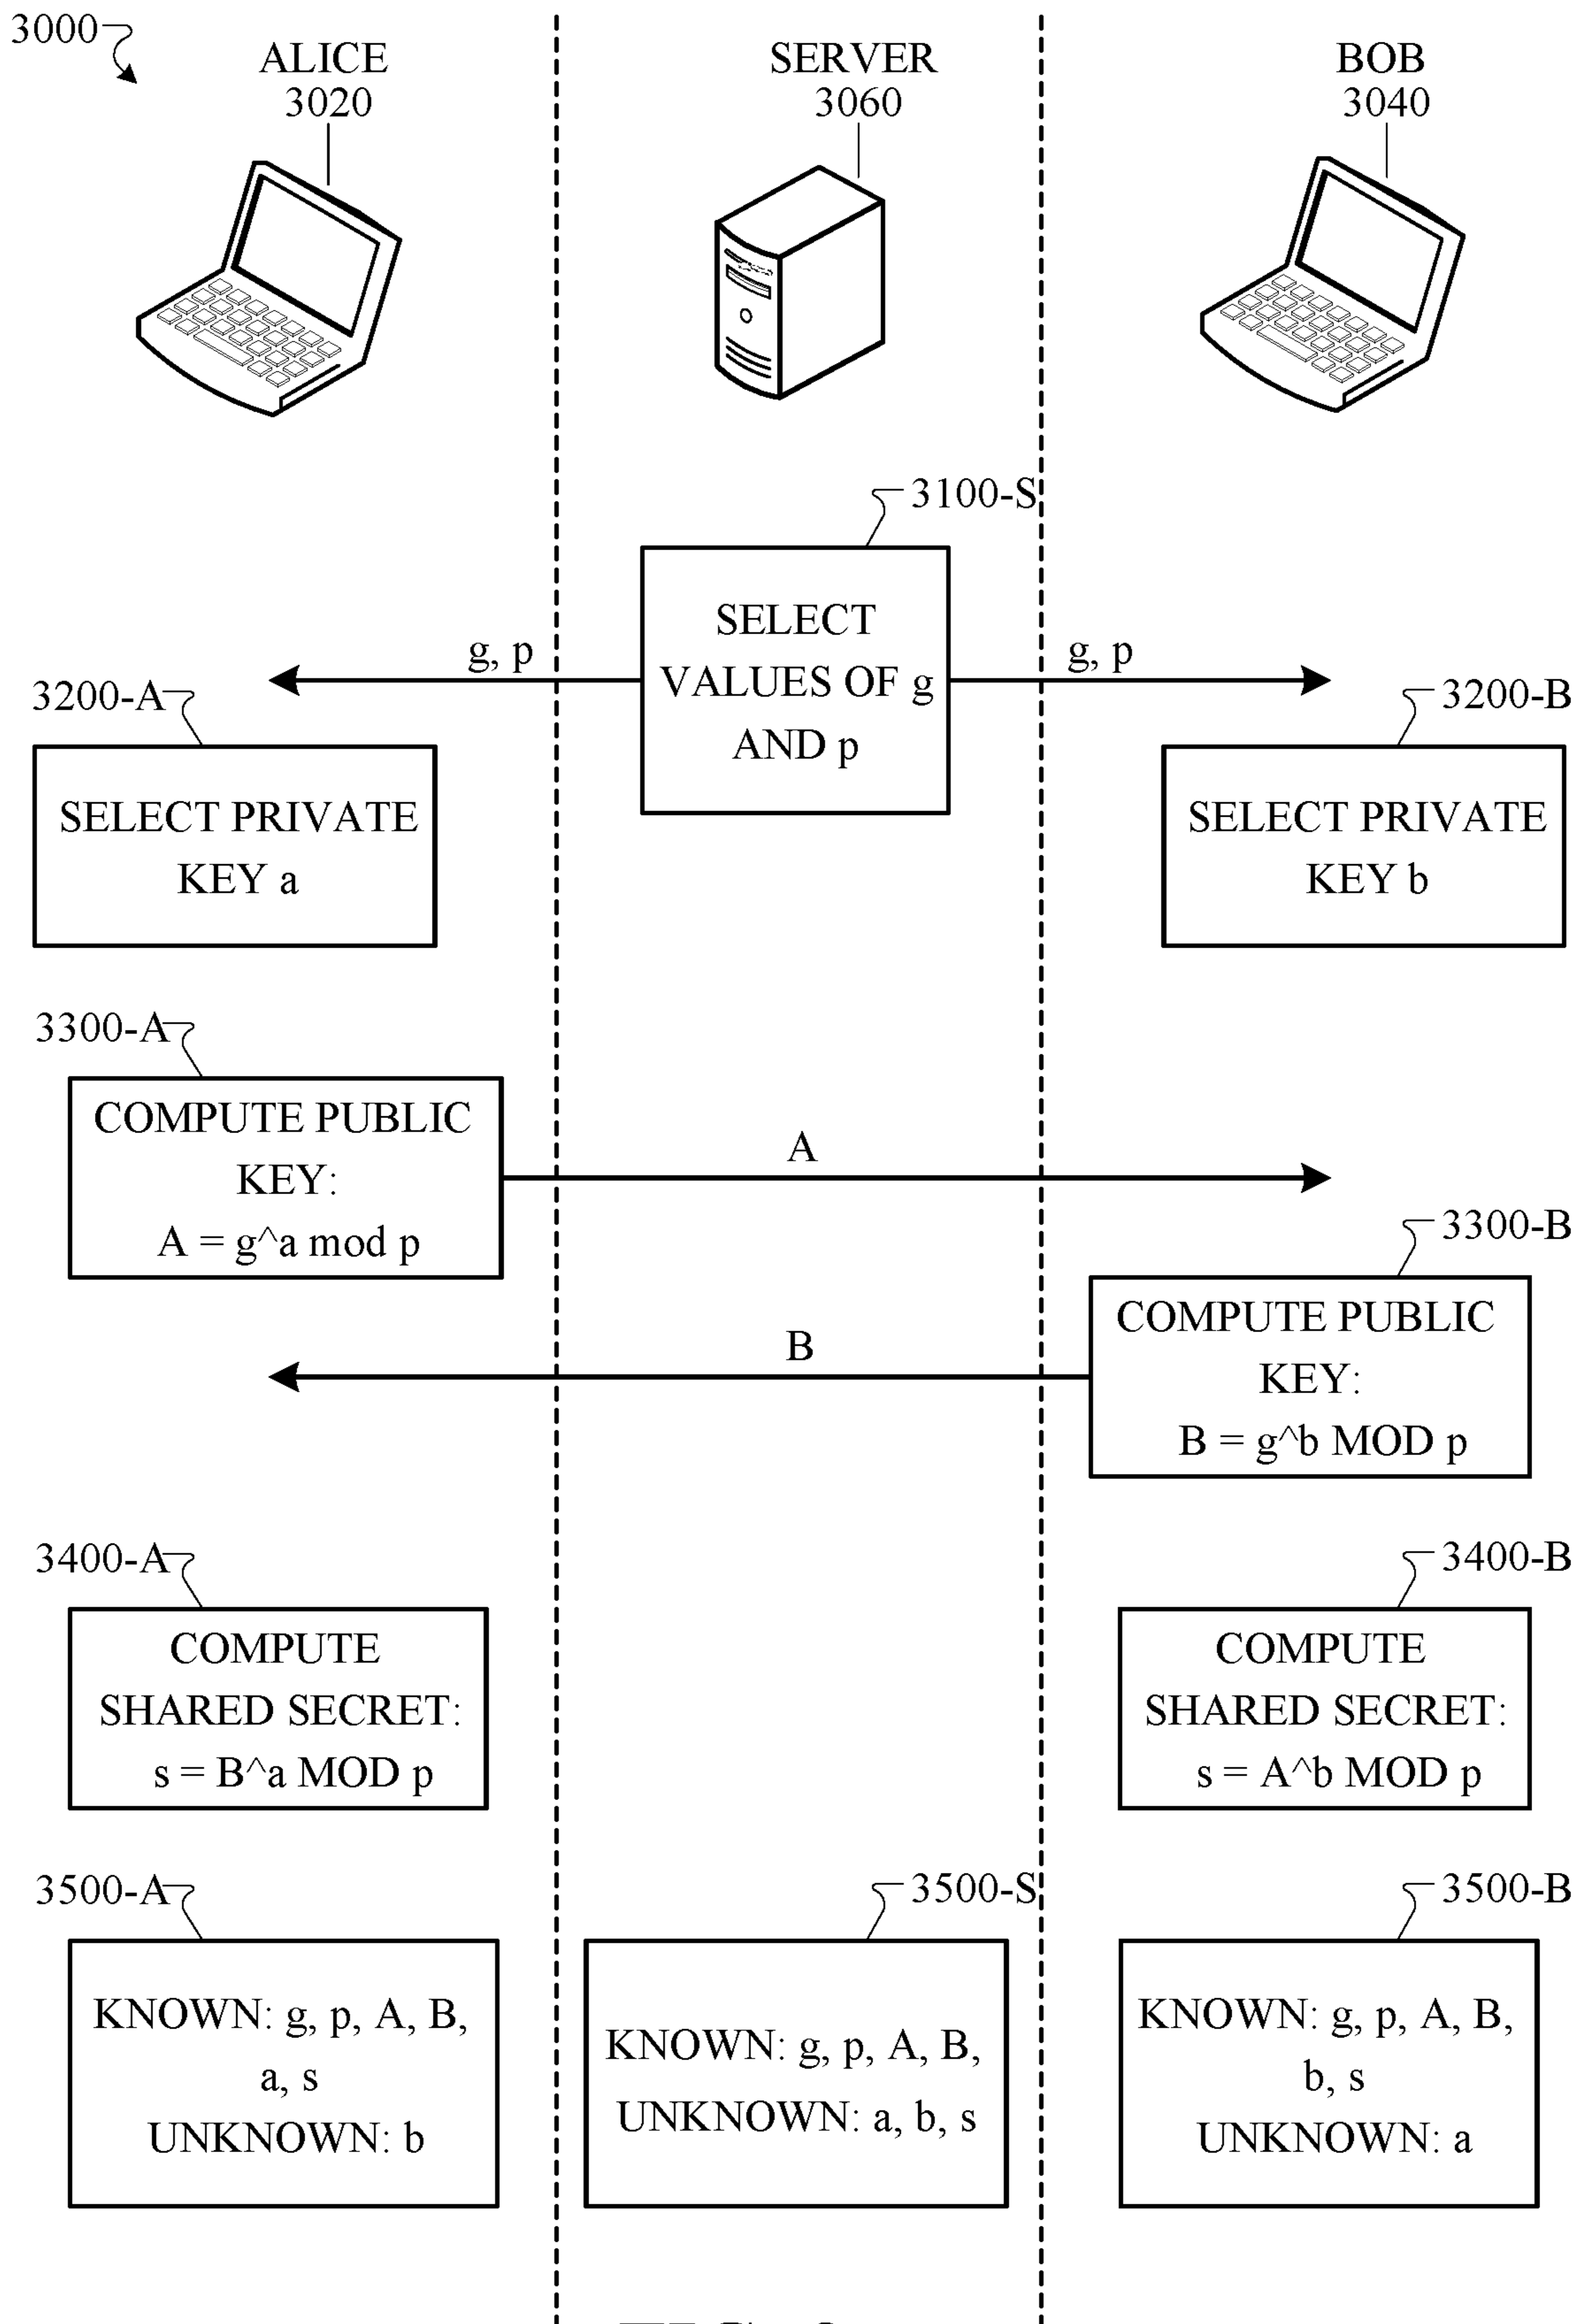 3000
ALICE
3020
SERVER
3060
BOB
3040
3100-S
SELECT
VALUES OF g
AND p
g, p
g, p
3200-A
SELECT PRIVATE
KEY a
3200-B
SELECT PRIVATE
KEY b
3300-A
COMPUTE PUBLIC
KEY:
A = g^a mod p
A
3300-B
COMPUTE PUBLIC
KEY:
B = g^b MOD p
B
3400-A
COMPUTE
SHARED SECRET:
s = B^a MOD p
3400-B
COMPUTE
SHARED SECRET:
s = A^b MOD p
3500-A
KNOWN: g, p, A, B,
a, s
UNKNOWN: b
3500-S
KNOWN: g, p, A, B,
UNKNOWN: a, b, s
3500-B
KNOWN: g, p, A, B,
b, s
UNKNOWN: a